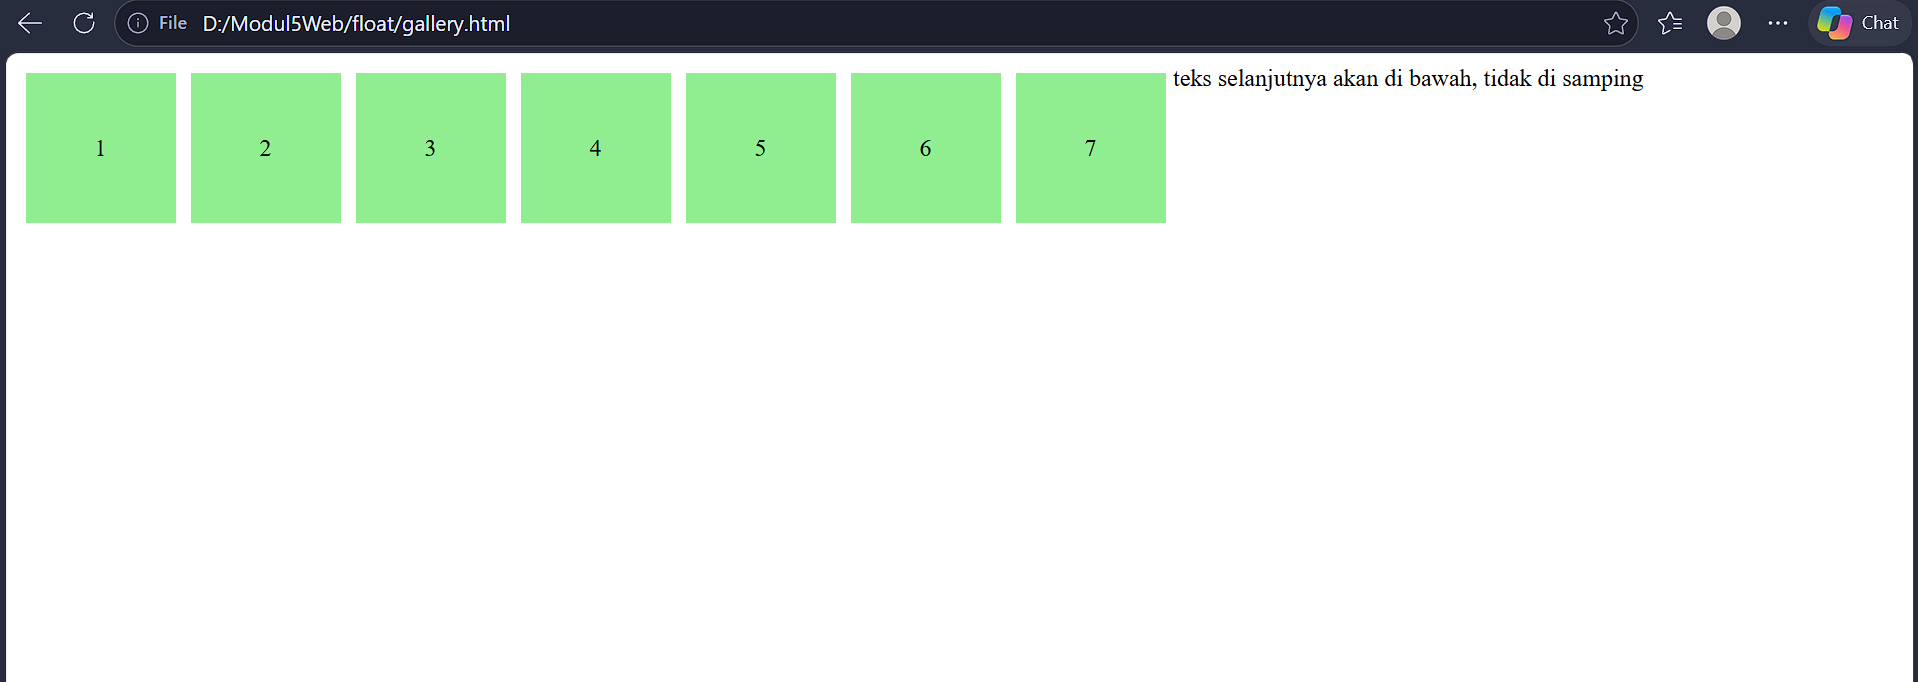 File D:/Modul5Web/float/gallery.html Chat
1 2 3 4 5 6 7 teks selanjutnya akan di bawah, tidak di samping